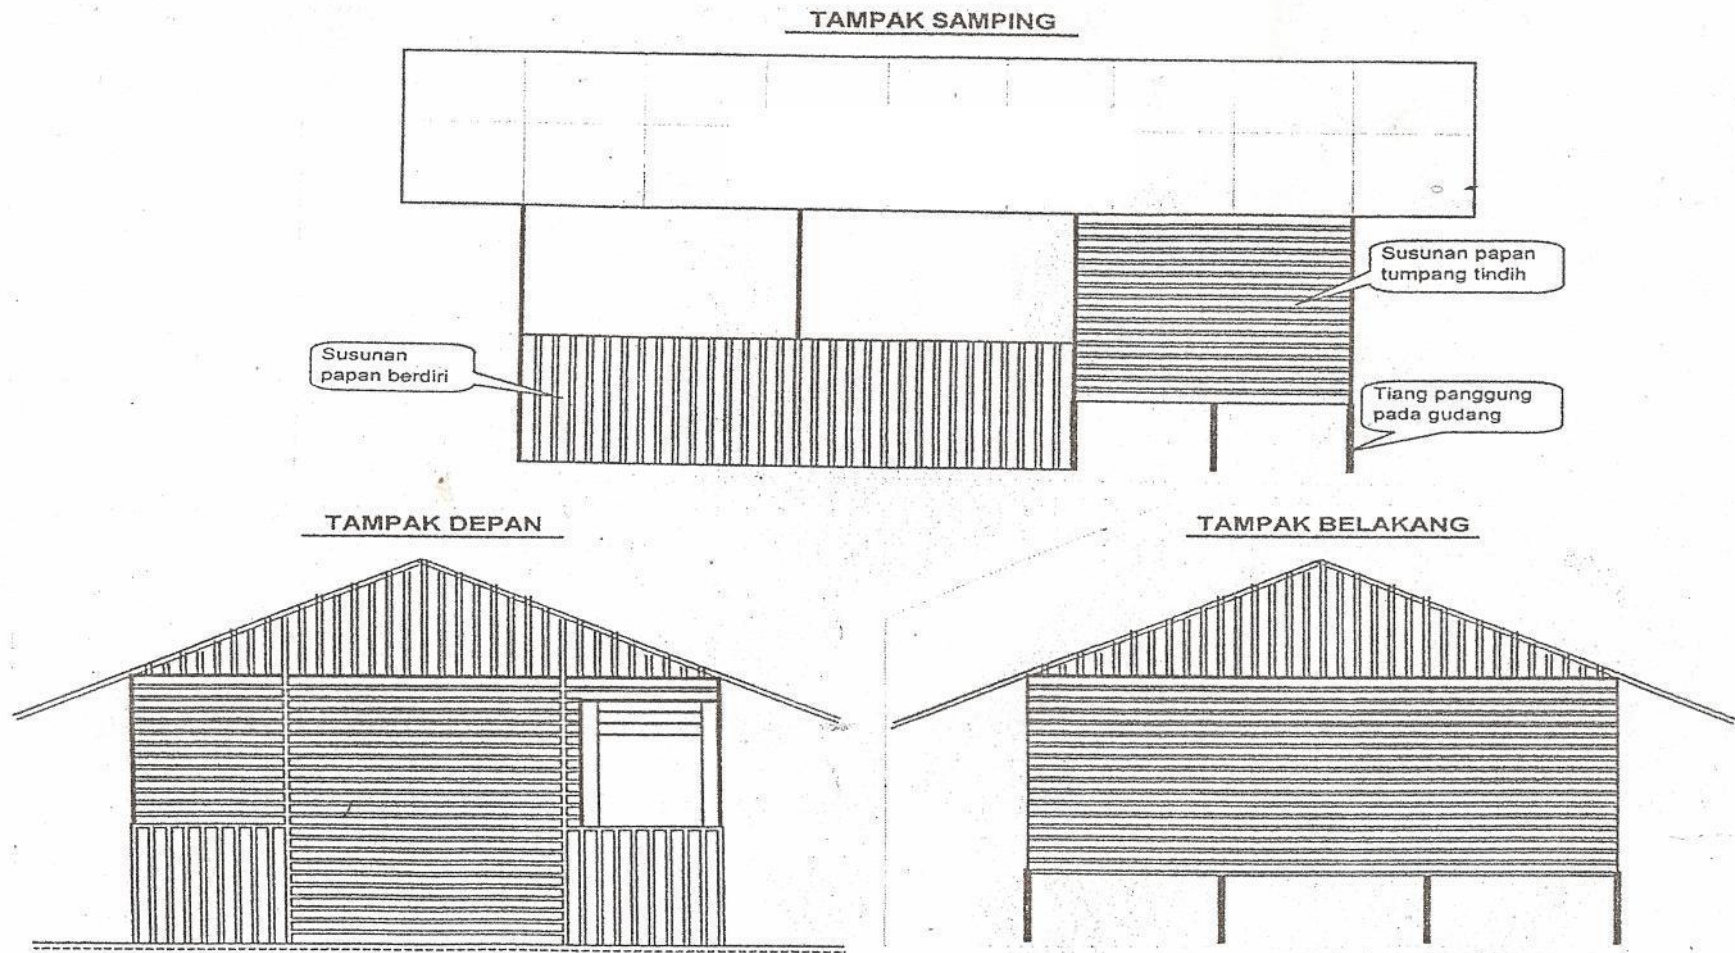 TAMPAK SAMPING
Susunan papan
tumpang tindih
Susunan
papan berdiri
Tiang panggung
pada gudang
TAMPAK DEPAN
TAMPAK BELAKANG